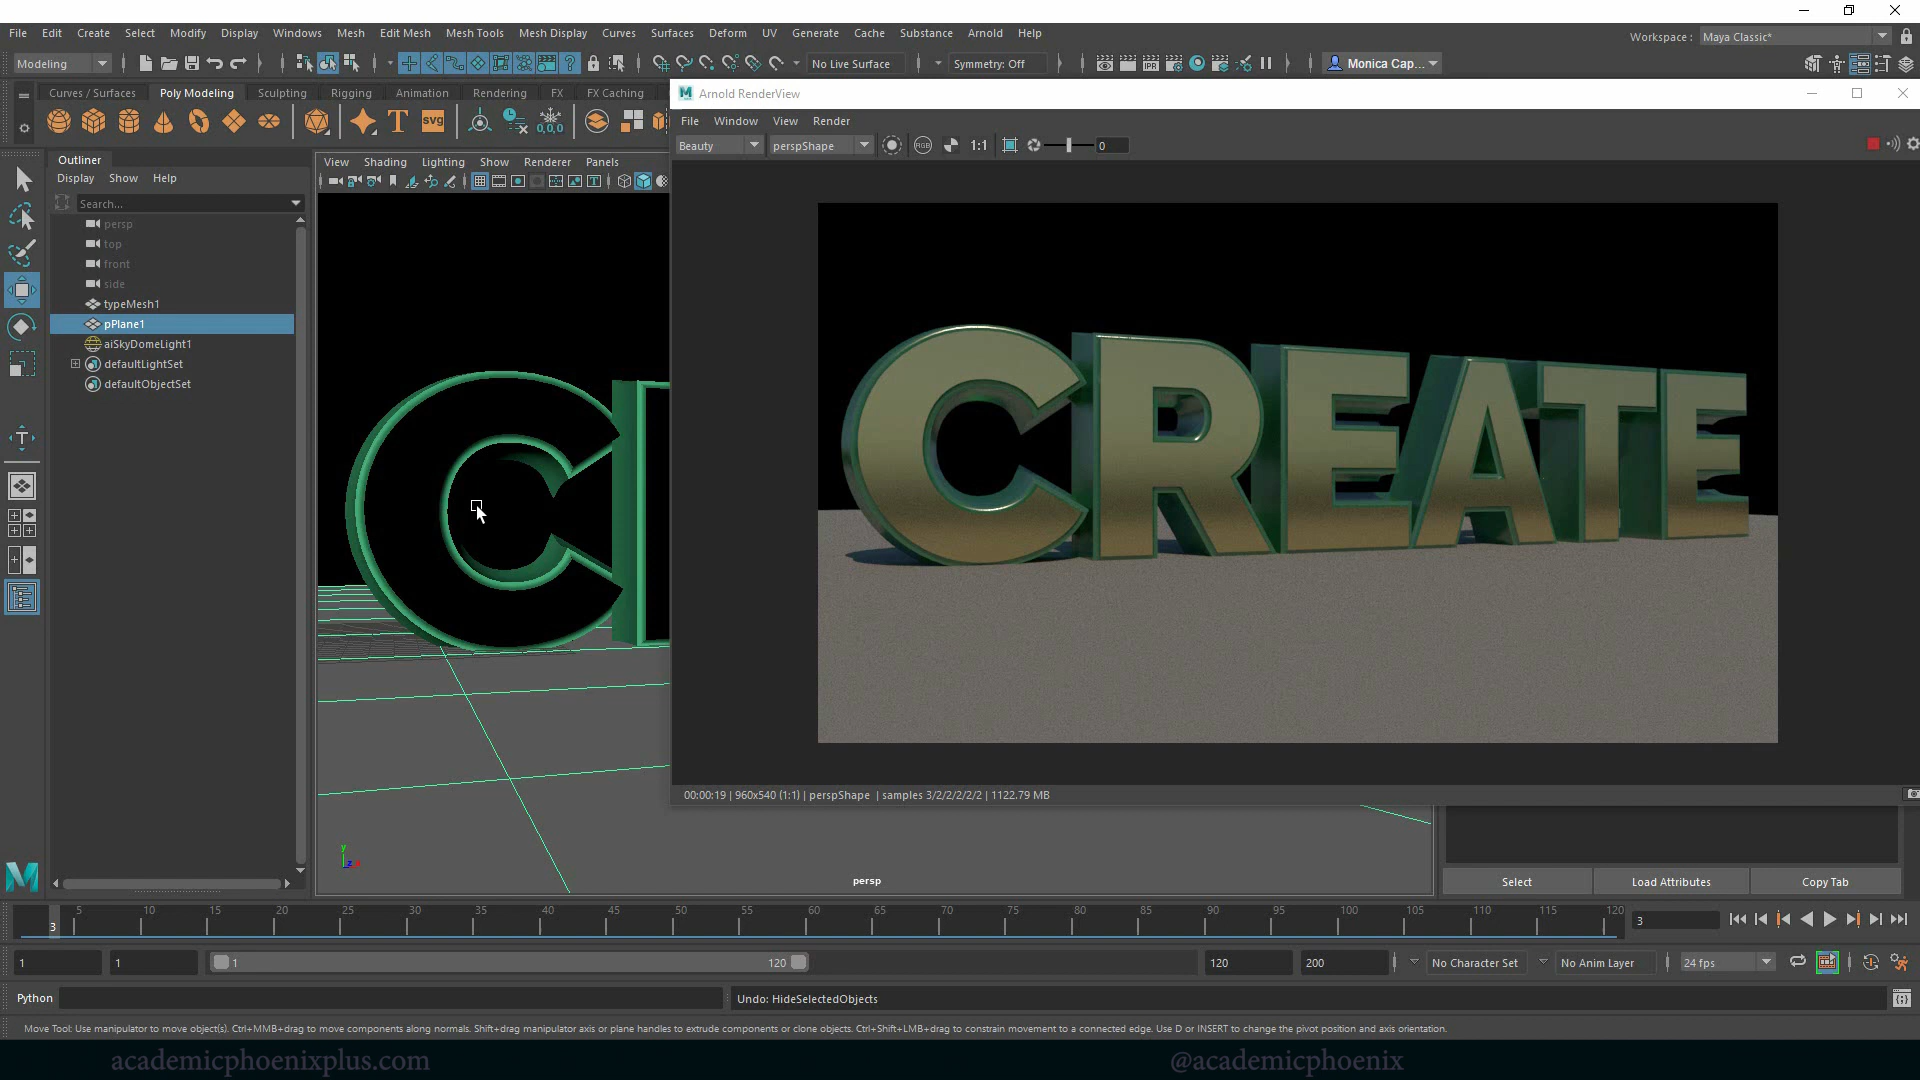 File Edit Create Select Modify Display Windows Mesh Edit Mesh Mesh Tools Mesh Display Curves Surfaces Deform UV Generate Cache Substance Arnold Help
Workspace : Maya Classic*
Modeling No Live Surface Symmetry: Off Monica Cap...
Curves / Surfaces Poly Modeling Sculpting Rigging Animation Rendering FX FX Caching
T SVG 0,0,0
Arnold RenderView
File Window View Render
Beauty perspShape RGB 1:1 0
Outliner
Display Show Help
Search...
persp
top
front
side
typeMesh1
pPlane1
aiSkyDomeLight1
defaultLightSet
defaultObjectSet
View Shading Lighting Show Renderer Panels
CREATE
00:00:19 | 960x540 (1:1) | perspShape | samples 3/2/2/2/2/2 | 1122.79 MB
y
z
persp
Select Load Attributes Copy Tab
3 5 10 15 20 25 30 35 40 45 50 55 60 65 70 75 80 85 90 95 100 105 110 115 120 3
1 1 1 120 120 200 No Character Set No Anim Layer 24 fps
Python Undo: HideSelectedObjects
Move Tool: Use manipulator to move object(s). Ctrl+MMB+drag to move components along normals. Shift+drag manipulator axis or plane handles to extrude components or clone objects. Ctrl+Shift+LMB+drag to constrain movement to a connected edge. Use D or INSERT to change the pivot position and axis orientation.
academicphoenixplus.com @academicphoenix